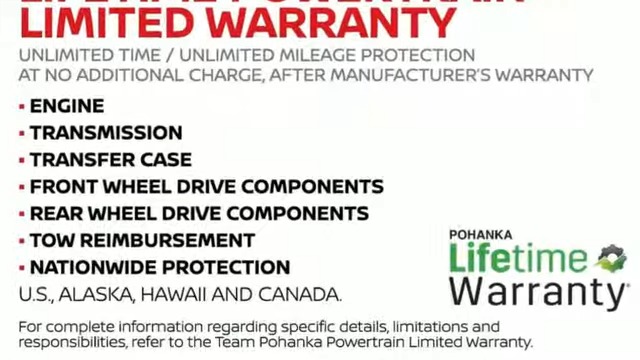 LIFETIME POWERTRAIN
LIMITED WARRANTY
UNLIMITED TIME / UNLIMITED MILEAGE PROTECTION
AT NO ADDITIONAL CHARGE, AFTER MANUFACTURER'S WARRANTY
▪ ENGINE
▪ TRANSMISSION
▪ TRANSFER CASE
▪ FRONT WHEEL DRIVE COMPONENTS
▪ REAR WHEEL DRIVE COMPONENTS
▪ TOW REIMBURSEMENT
▪ NATIONWIDE PROTECTION
U.S., ALASKA, HAWAII AND CANADA.
POHANKA
Lifetime
Warranty
For complete information regarding specific details, limitations and
responsibilities, refer to the Team Pohanka Powertrain Limited Warranty.